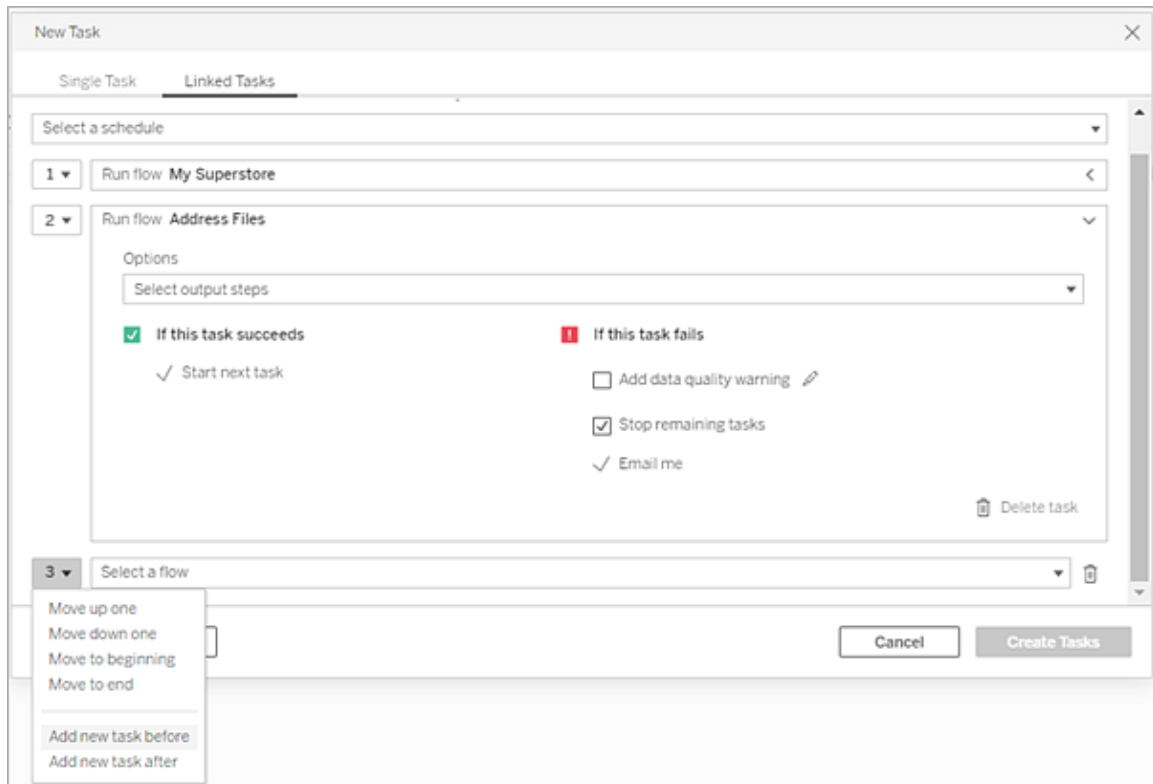 New Task
Single Task Linked Tasks
Select a schedule
1 Run flow My Superstore
2 Run flow Address Files
Options
Select output steps
If this task succeeds If this task fails
Start next task Add data quality warning
Stop remaining tasks
Email me
Delete task
3 Select a flow
Move up one
Move down one
Move to beginning
Move to end
Cancel Create Tasks
Add new task before
Add new task after